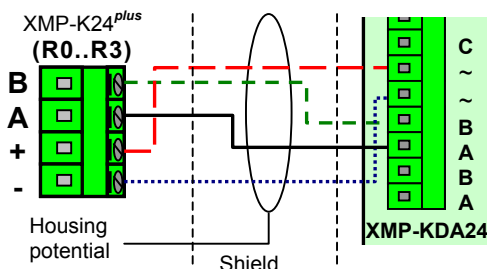 XMP-K24plus
(R0..R3)
B
A
+
-
Housing
potential
Shield
C
~
~
B
A
B
A
XMP-KDA24